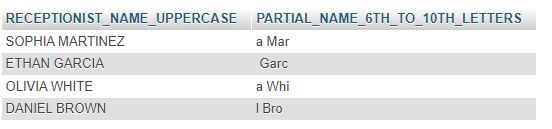 RECEPTIONIST_NAME_UPPERCASE PARTIAL_NAME_6TH_TO_10TH_LETTERS
SOPHIA MARTINEZ a Mar
ETHAN GARCIA Garc
OLIVIA WHITE a Whi
DANIEL BROWN l Bro